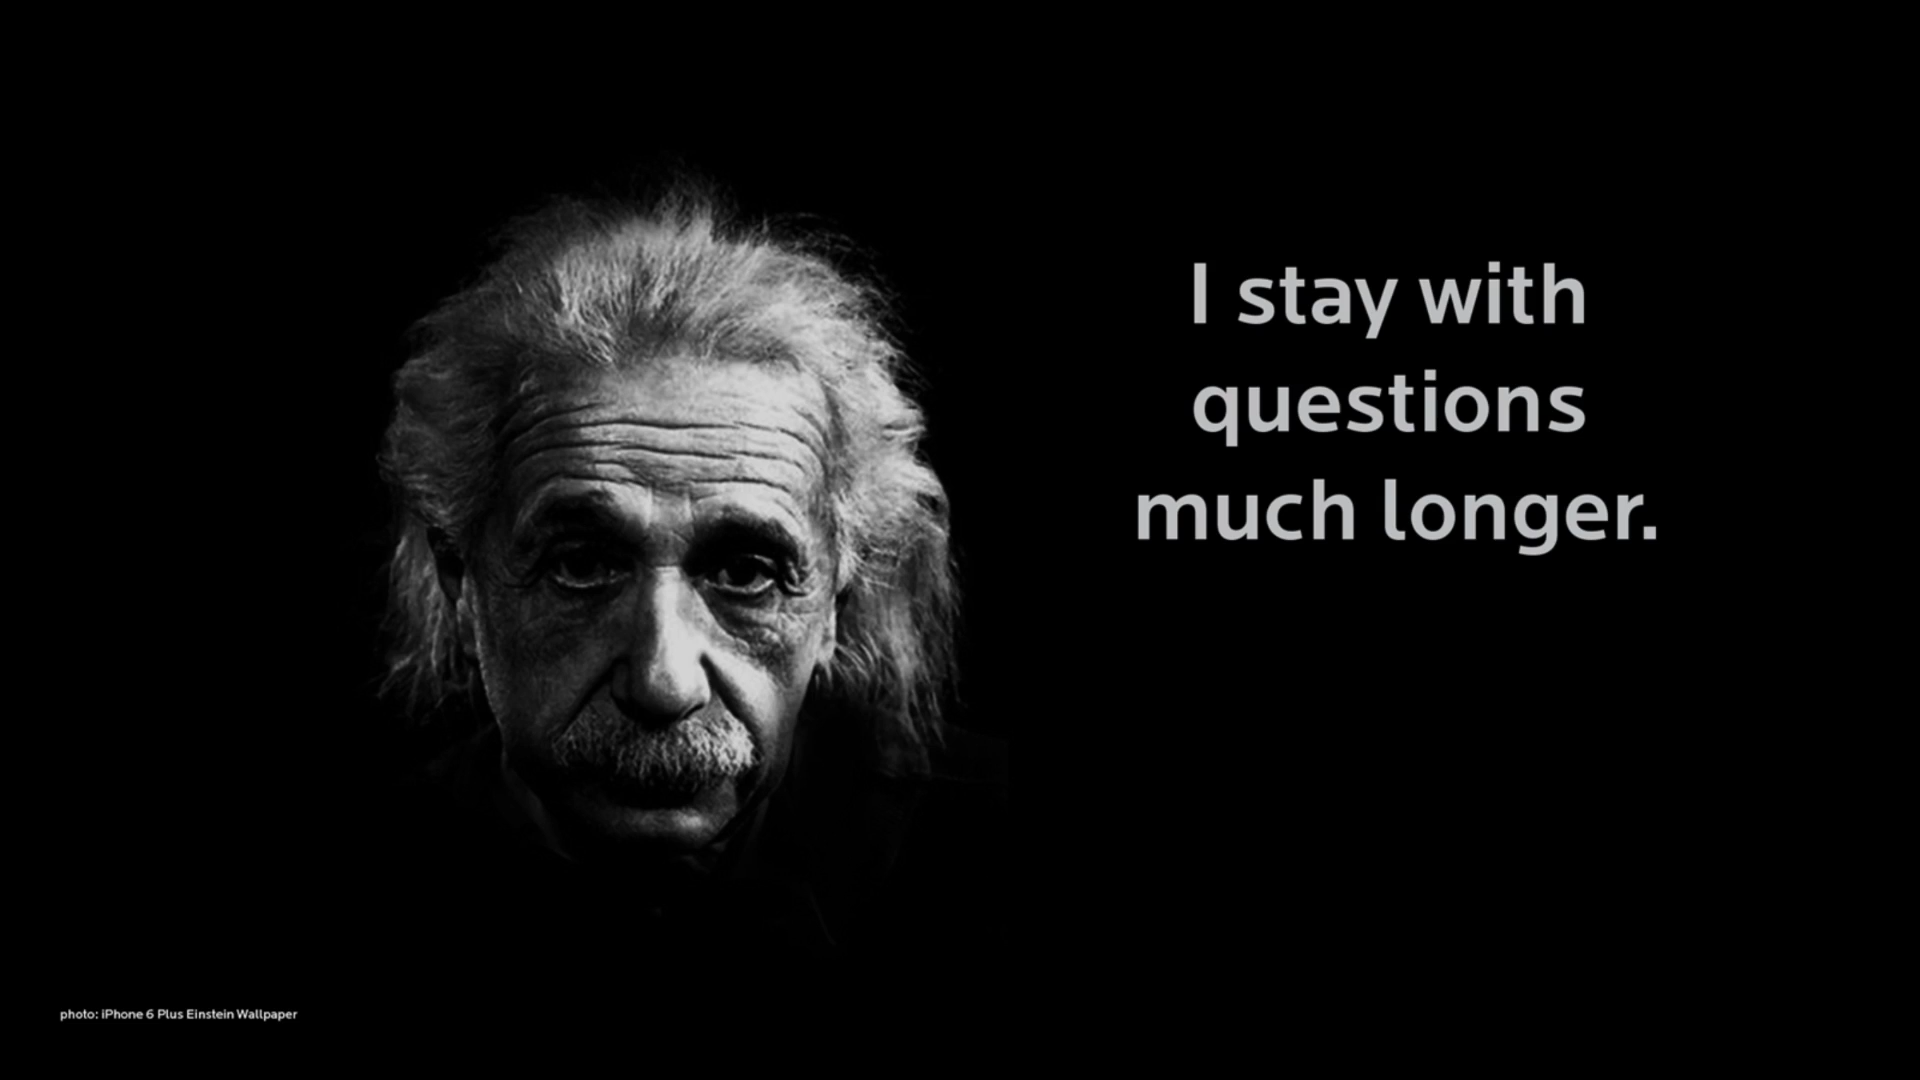 I stay with
questions
much longer.
photo: iPhone 6 Plus Einstein Wallpaper